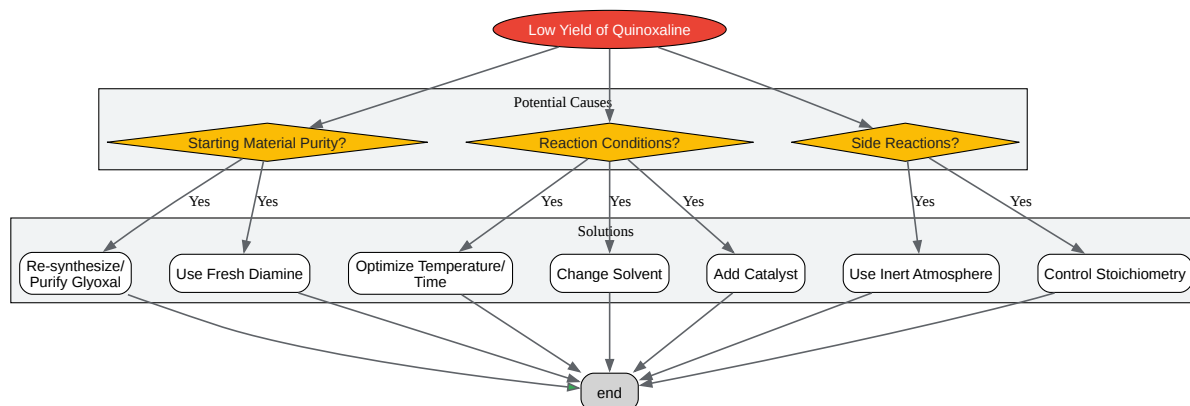 Low Yield of Quinoxaline
Potential Causes
Starting Material Purity?
Reaction Conditions?
Side Reactions?
Yes
Yes
Yes
Yes
Yes
Yes
Yes
Solutions
Re-synthesize/
Purify Glyoxal
Use Fresh Diamine
Optimize Temperature/
Time
Change Solvent
Add Catalyst
Use Inert Atmosphere
Control Stoichiometry
end